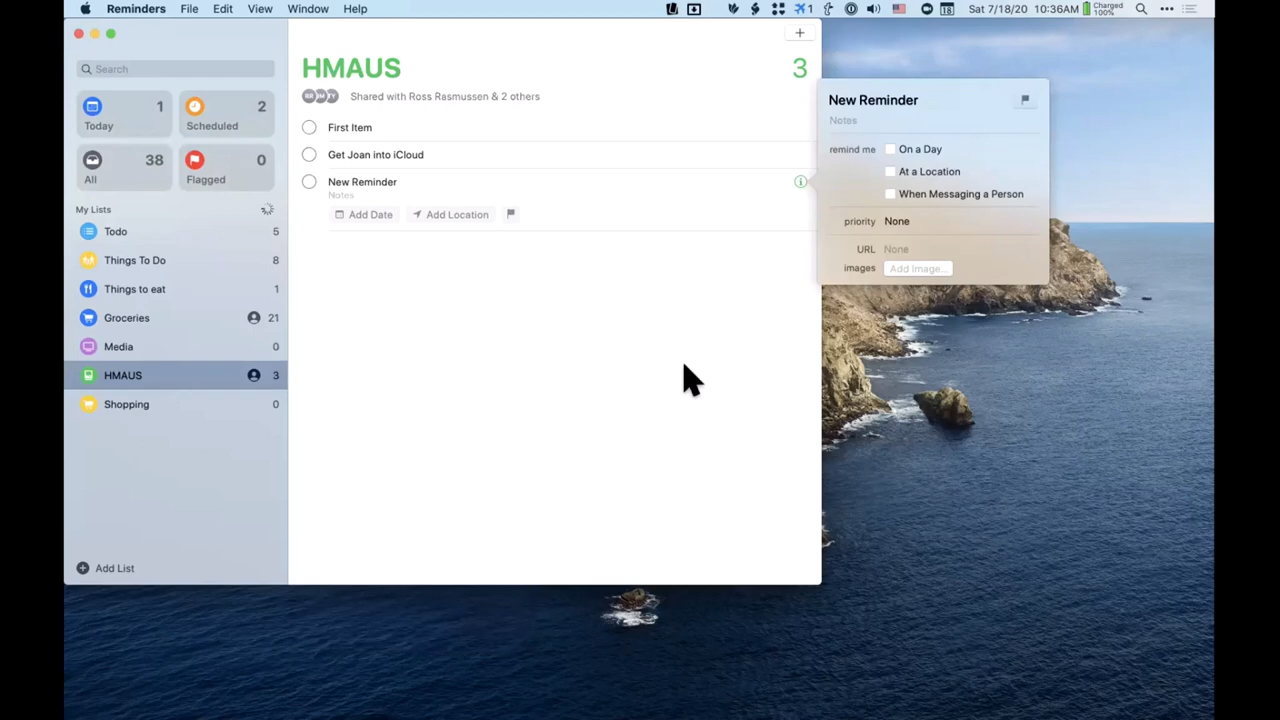 Reminders File Edit View Window Help 1 18 Sat 7/18/20 10:36AM Charged 100%
Search
1 2
Today Scheduled
38 0
All Flagged
My Lists
Todo 5
Things To Do 8
Things to eat 1
Groceries 21
Media 0
HMAUS 3
Shopping 0
Add List
HMAUS 3
Shared with Ross Rasmussen & 2 others
First Item
Get Joan into iCloud
New Reminder
Notes
Add Date Add Location
New Reminder
Notes
remind me On a Day
At a Location
When Messaging a Person
priority None
URL None
images Add Image...